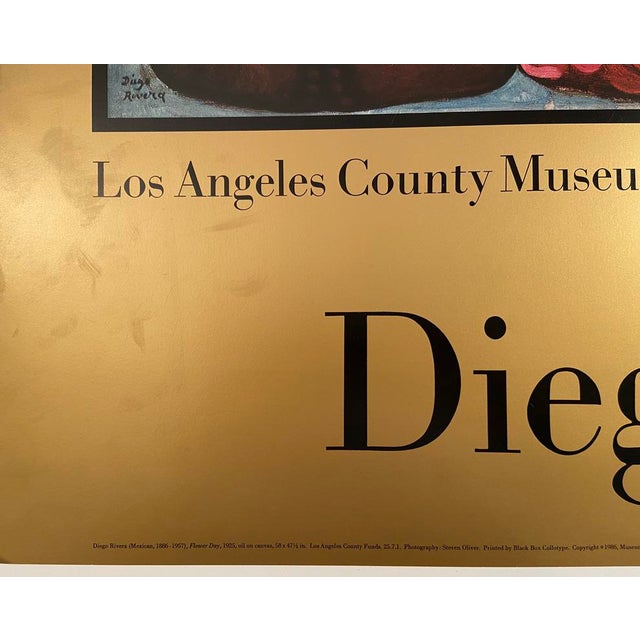 Diego
Rivera
Los Angeles County Museu
Dieg
Diego Rivera (Mexican, 1886–1957), Flower Day, 1925, oil on canvas, 58 x 47½ in. Los Angeles County Funds, 25.7.1. Photography: Steven Oliver. Printed by Black Box Collotype. Copyright ©1986, Museu